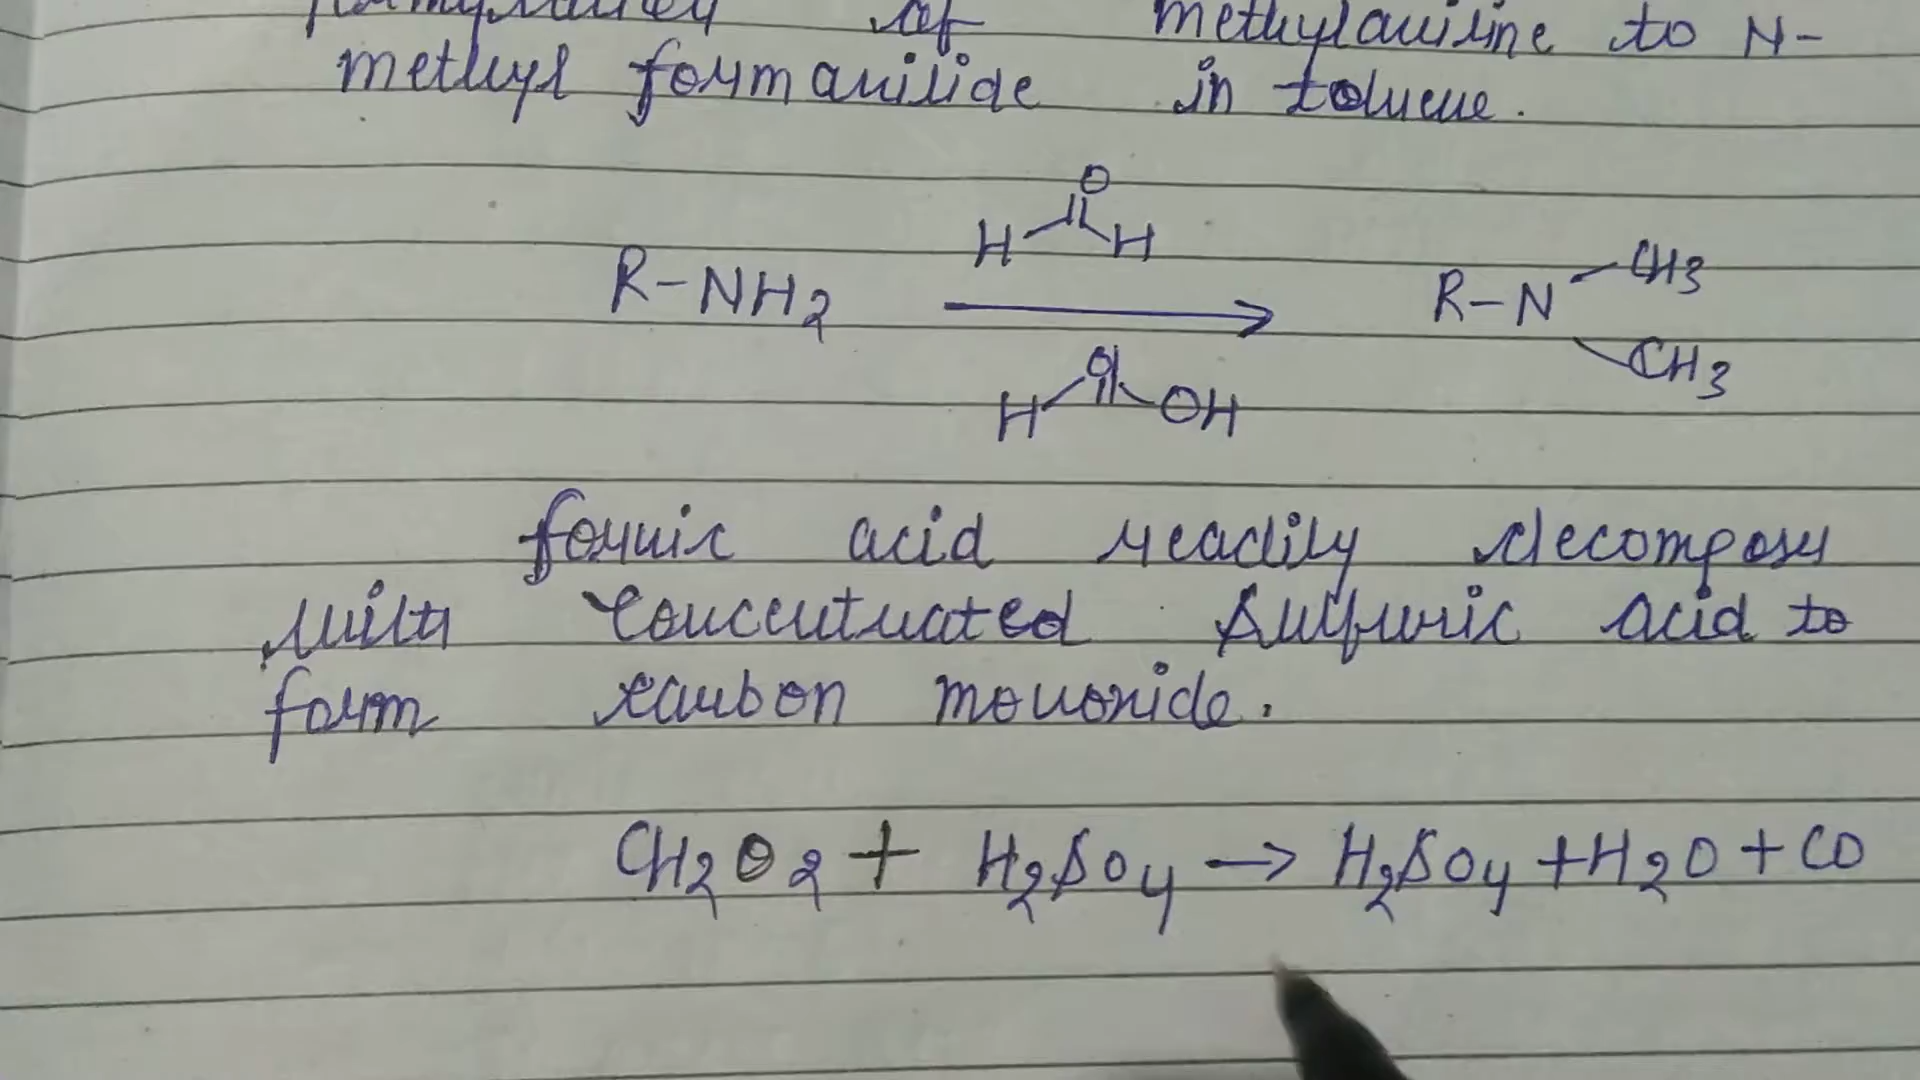 of methylaniline to N-
methyl formanilide in toluene.
O
H H
R-NH2 → R-N CH3
CH3
O
H OH
formic acid readily decompose
with concentrated sulfuric acid to
form carbon monoxide.
CH2O2 + H2SO4 → H2SO4 + H2O + CO